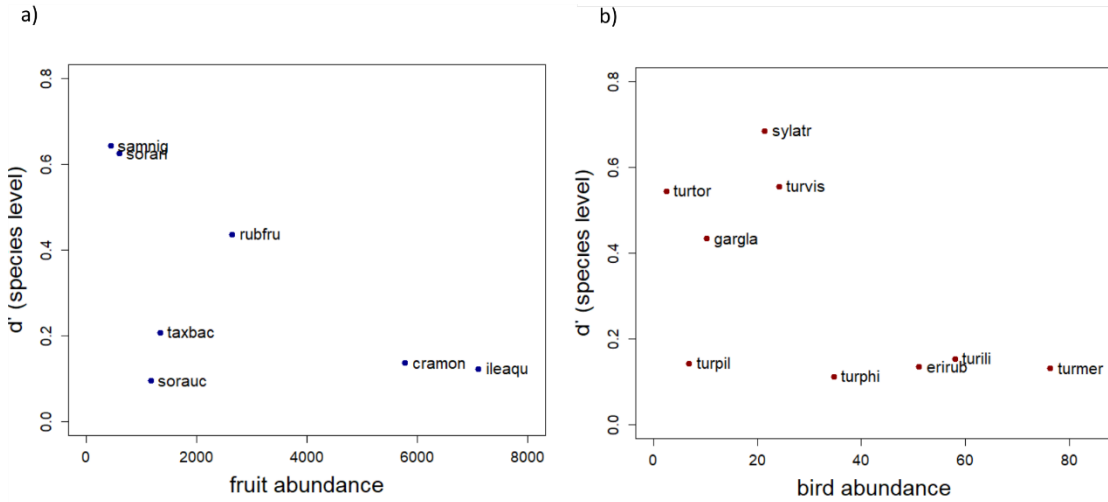 a)
d' (species level)
0.8
0.6
0.4
0.2
0.0
samnig
sorari
rubfru
taxbac
sorauc
cramon
ileaqu
0 2000 4000 6000 8000
fruit abundance
b)
d' (species level)
0.8
0.6
0.4
0.2
0.0
sylatr
turtor
turvis
gargla
turpil
turphi
erirub
turili
turmer
0 20 40 60 80
bird abundance